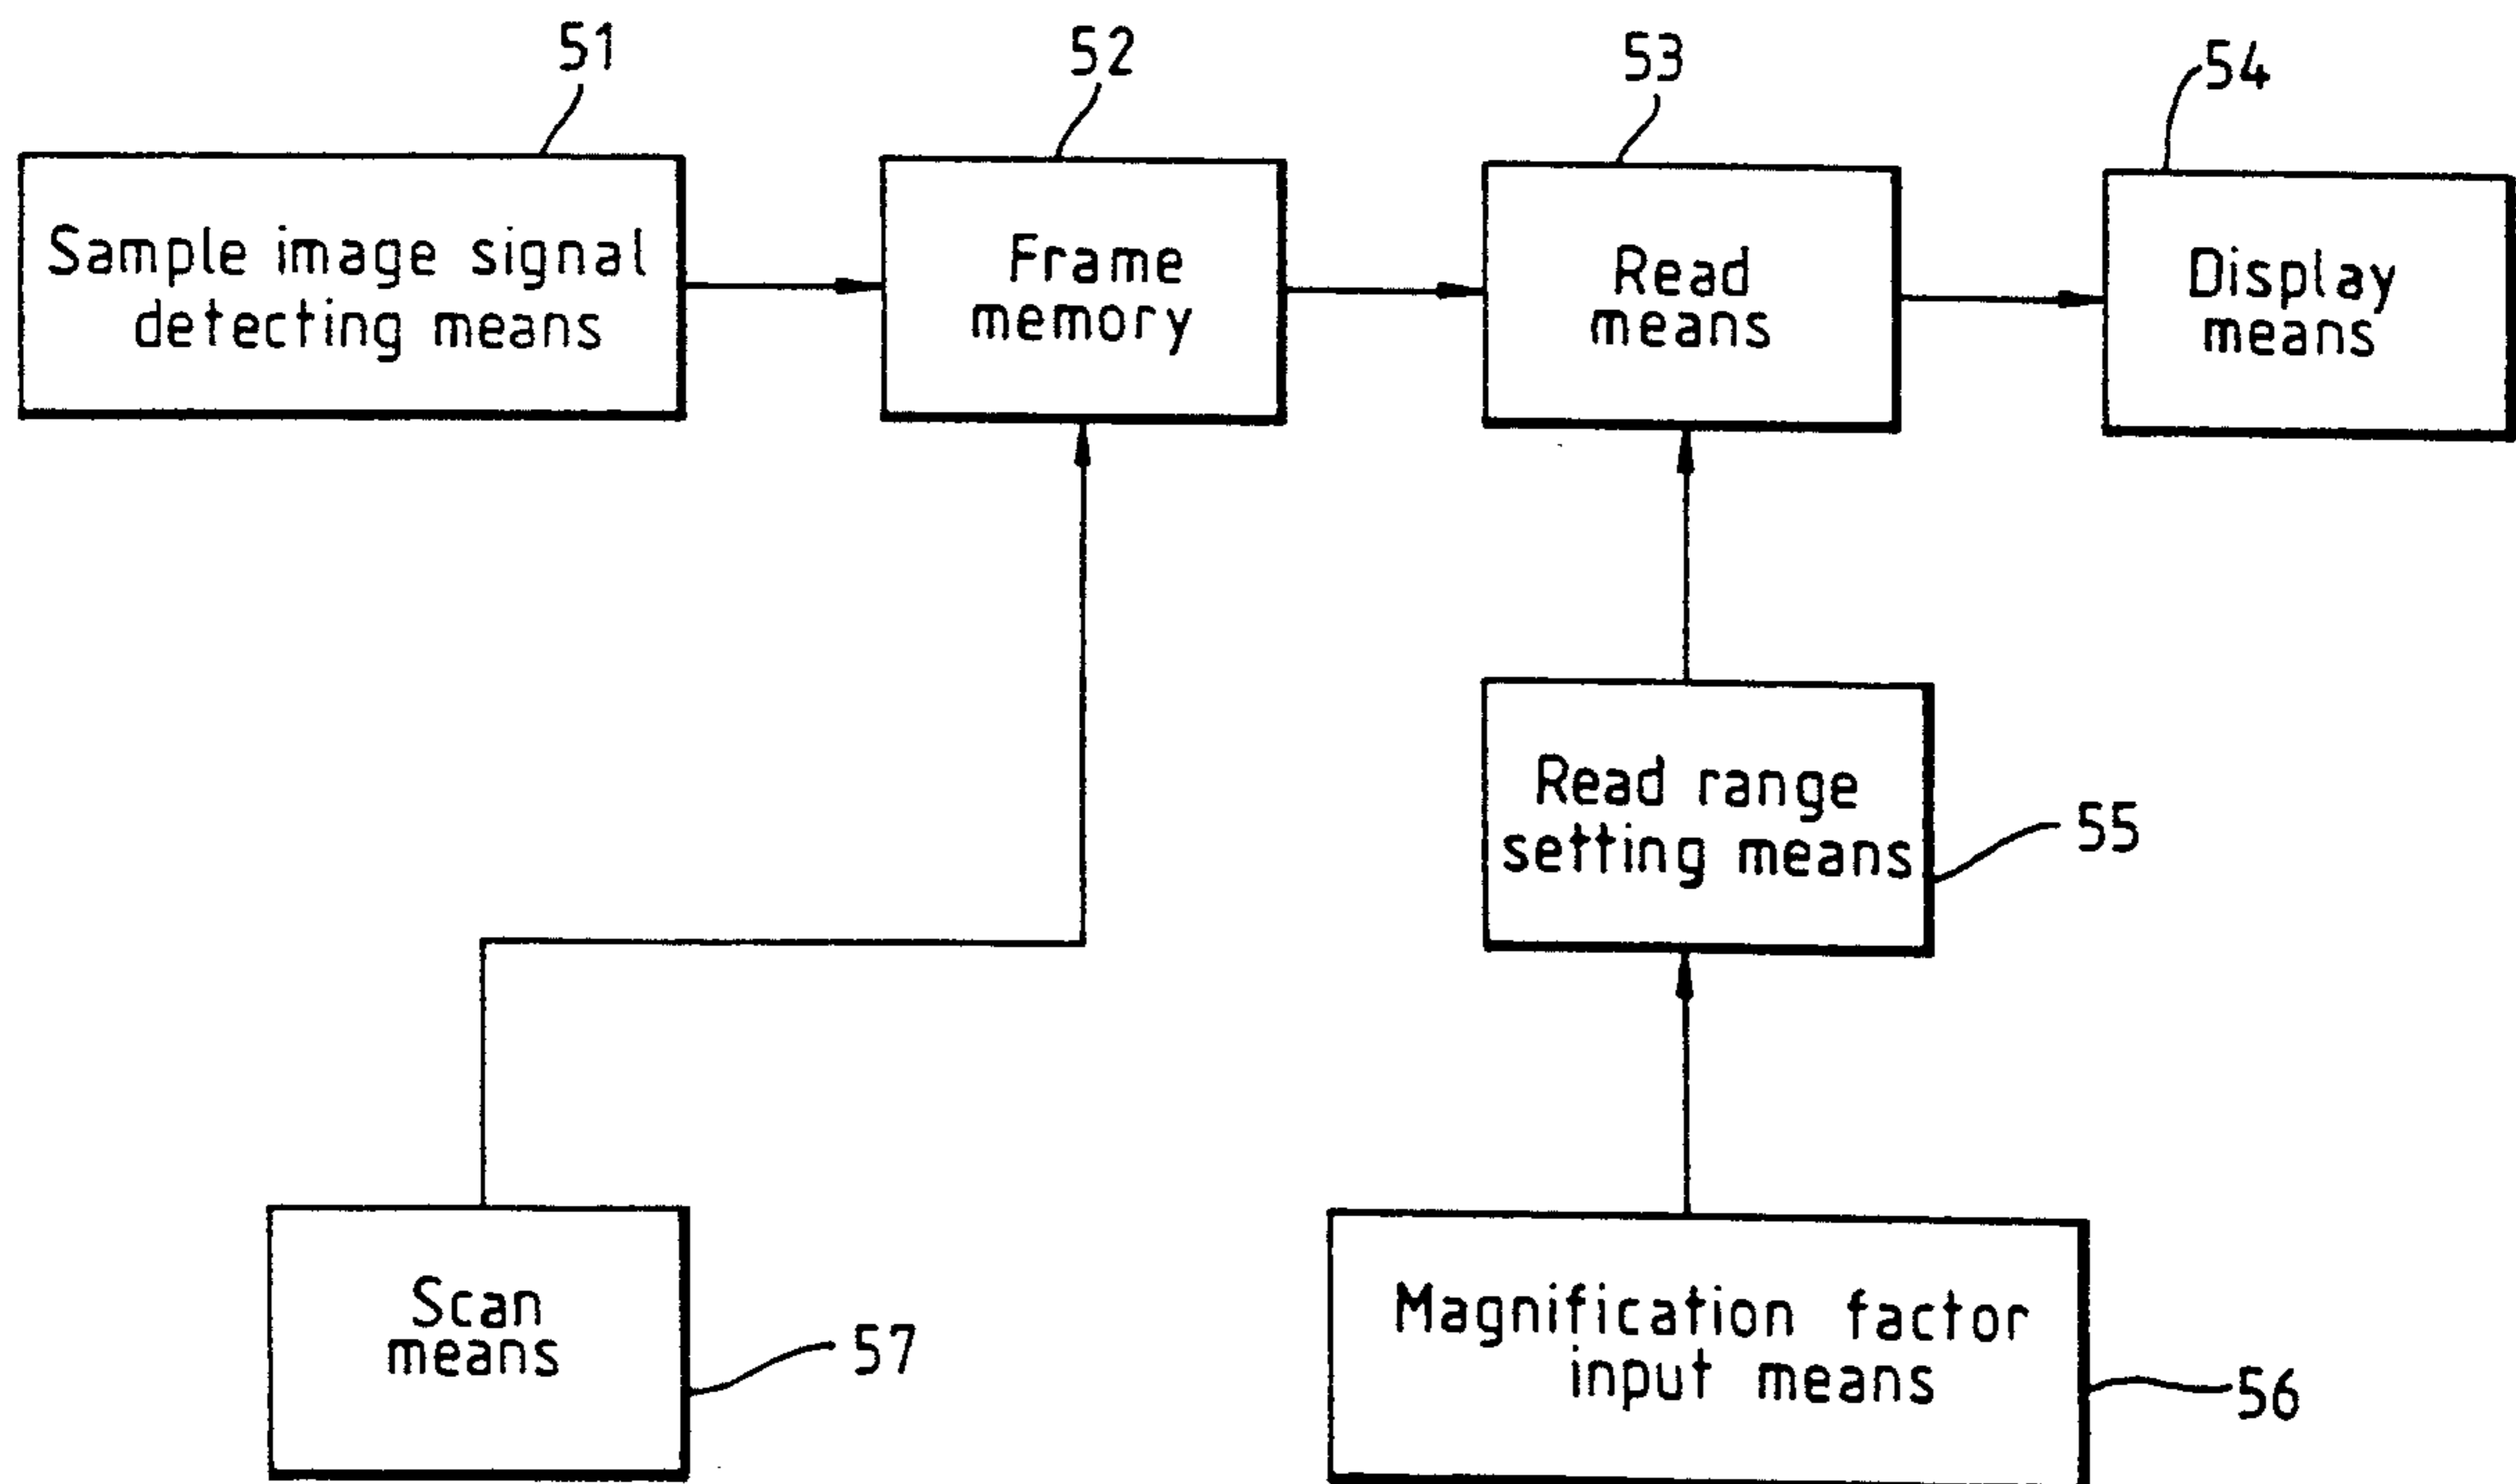 51
52
53
54
Sample image signal
detecting means
Frame
memory
Read
means
Display
means
Read range
setting means
55
Scan
means
57
Magnification factor
input means
56